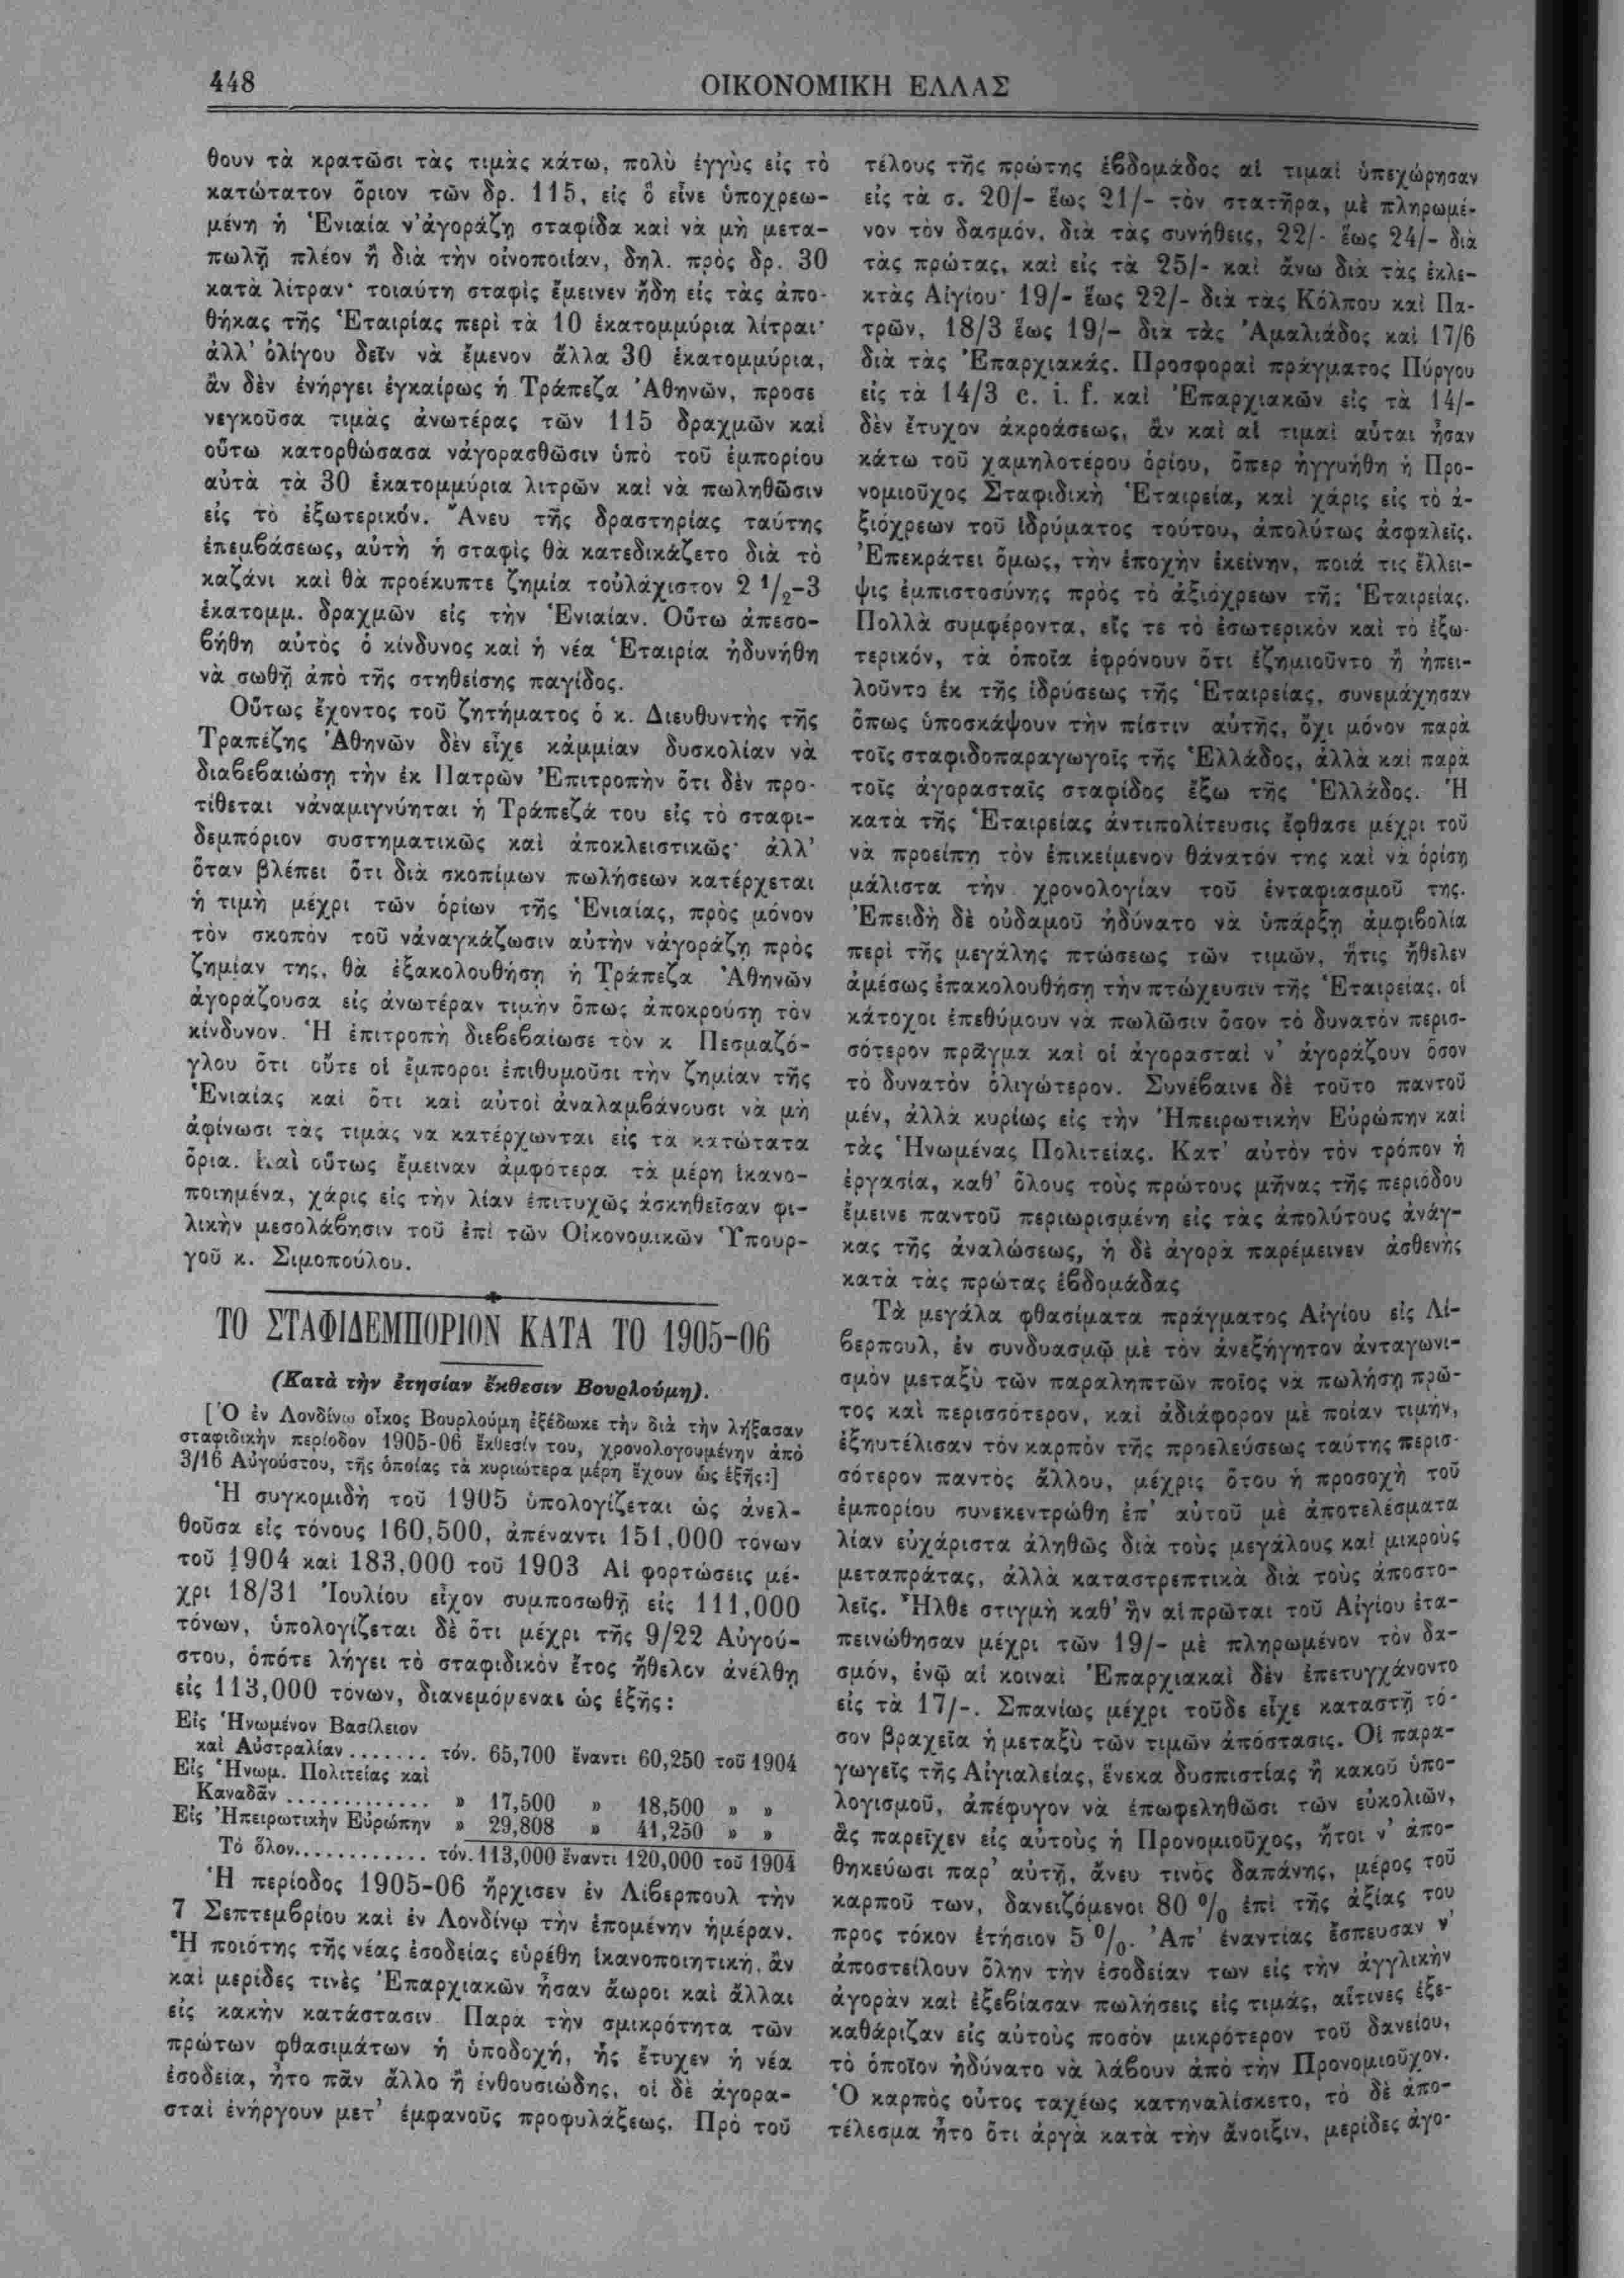 448
ΟΙΚΟΝΟΜΙΚΗ ΕΛΛΑΣ
θουν τὰ κρατῶσι τὰς τιμὰς κάτω, πολὺ ἐγγὺς εἰς τὸ
κατώτατον ὅριον τῶν δρ. 115, εἰς ὃ εἶνε ὑποχρεω-
μένη ἡ Ἑνιαία ν' ἀγοράζῃ σταφίδα καὶ νὰ μὴ μετα-
πωλῇ πλέον ἢ διὰ τὴν οἰνοποιίαν, δηλ. πρὸς δρ. 30
κατὰ λίτραν· τοιαύτη σταφὶς ἔμεινεν ἤδη εἰς τὰς ἀπο-
θήκας τῆς Ἑταιρίας περὶ τὰ 10 ἑκατομμύρια λίτραι·
ἀλλ' ὀλίγου δεῖν νὰ ἔμενον ἄλλα 30 ἑκατομμύρια,
ἂν δὲν ἐνήργει ἐγκαίρως ἡ Τράπεζα Ἀθηνῶν, προσε
νεγκοῦσα τιμὰς ἀνωτέρας τῶν 115 δραχμῶν καὶ
οὕτω κατορθώσασα νἀγορασθῶσιν ὑπὸ τοῦ ἐμπορίου
αὐτὰ τὰ 30 ἑκατομμύρια λιτρῶν καὶ νὰ πωληθῶσιν
εἰς τὸ ἐξωτερικόν. Ἄνευ τῆς δραστηρίας ταύτης
ἐπεμβάσεως, αὐτὴ ἡ σταφὶς θὰ κατεδικάζετο διὰ τὸ
καζάνι καὶ θὰ προέκυπτε ζημία τοὐλάχιστον 2 1/2-3
ἑκατομμ. δραχμῶν εἰς τὴν Ἑνιαίαν. Οὕτω ἀπεσο-
βήθη αὐτὸς ὁ κίνδυνος καὶ ἡ νέα Ἑταιρία ἠδυνήθη
νὰ σωθῇ ἀπὸ τῆς στηθείσης παγίδος.
Οὕτως ἔχοντος τοῦ ζητήματος ὁ κ. Διευθυντὴς τῆς
Τραπέζης Ἀθηνῶν δὲν εἶχε κἀμμίαν δυσκολίαν νὰ
διαβεβαιώσῃ τὴν ἐκ Πατρῶν Ἐπιτροπὴν ὅτι δὲν προ-
τίθεται νἀναμιγνύηται ἡ Τράπεζά του εἰς τὸ σταφι-
δεμπόριον συστηματικῶς καὶ ἀποκλειστικῶς· ἀλλ'
ὅταν βλέπει ὅτι διὰ σκοπίμων πωλήσεων κατέρχεται
ἡ τιμὴ μέχρι τῶν ὁρίων τῆς Ἑνιαίας, πρὸς μόνον
τὸν σκοπὸν τοῦ νἀναγκάζωσιν αὐτὴν νἀγοράζῃ πρὸς
ζημίαν της, θὰ ἐξακολουθήσῃ ἡ Τράπεζα Ἀθηνῶν
ἀγοράζουσα εἰς ἀνωτέραν τιμὴν ὅπως ἀποκρούσῃ τὸν
κίνδυνον. Ἡ ἐπιτροπὴ διεβεβαίωσε τὸν κ Πεσμαζό-
γλου ὅτι οὔτε οἱ ἔμποροι ἐπιθυμοῦσι τὴν ζημίαν τῆς
Ἑνιαίας καὶ ὅτι καὶ αὐτοὶ ἀναλαμβάνουσι νὰ μὴ
ἀφίνωσι τὰς τιμὰς νὰ κατέρχωνται εἰς τὰ κατώτατα
ὅρια. Καὶ οὕτως ἔμειναν ἀμφότερα τὰ μέρη ἱκανο-
ποιημένα, χάρις εἰς τὴν λίαν ἐπιτυχῶς ἀσκηθεῖσαν φι-
λικὴν μεσολάβησιν τοῦ ἐπὶ τῶν Οἰκονομικῶν Ὑπουρ-
γοῦ κ. Σιμοπούλου.
ΤΟ ΣΤΑΦΙΔΕΜΠΟΡΙΟΝ ΚΑΤΑ ΤΟ 1905-06
(Κατὰ τὴν ἐτησίαν ἔκθεσιν Βουρλούμη).
[Ὁ ἐν Λονδίνῳ οἶκος Βουρλούμη ἐξέδωκε τὴν διὰ τὴν λήξασαν
σταφιδικὴν περίοδον 1905-06 ἔκθεσίν του, χρονολογουμένην ἀπὸ
3/16 Αὐγούστου, τῆς ὁποίας τὰ κυριώτερα μέρη ἔχουν ὡς ἑξῆς:]
Ἡ συγκομιδὴ τοῦ 1905 ὑπολογίζεται ὡς ἀνελ-
θοῦσα εἰς τόνους 160,500, ἀπέναντι 151,000 τόνων
τοῦ 1904 καὶ 183,000 τοῦ 1903 Αἱ φορτώσεις μέ-
χρι 18/31 Ἰουλίου εἶχον συμποσωθῇ εἰς 111,000
τόνων, ὑπολογίζεται δὲ ὅτι μέχρι τῆς 9/22 Αὐγού-
στου, ὁπότε λήγει τὸ σταφιδικὸν ἔτος ἤθελον ἀνέλθῃ
εἰς 113,000 τόνων, διανεμόμεναι ὡς ἑξῆς:
Εἰς Ἡνωμένον Βασίλειον
καὶ Αὐστραλίαν ....... τόν. 65,700 ἔναντι 60,250 τοῦ 1904
Εἰς Ἡνωμ. Πολιτείας καὶ
Καναδᾶν ............. » 17,500 » 18,500 » »
Εἰς Ἠπειρωτικὴν Εὐρώπην » 29,808 » 41,250 » »
Τὸ ὅλον............ τόν. 113,000 ἔναντι 120,000 τοῦ 1904
Ἡ περίοδος 1905-06 ἤρχισεν ἐν Λίβερπουλ τὴν
7 Σεπτεμβρίου καὶ ἐν Λονδίνῳ τὴν ἑπομένην ἡμέραν.
Ἡ ποιότης τῆς νέας ἐσοδείας εὑρέθη ἱκανοποιητική, ἂν
καὶ μερίδες τινὲς Ἐπαρχιακῶν ἦσαν ἄωροι καὶ ἄλλαι
εἰς κακὴν κατάστασιν Παρὰ τὴν σμικρότητα τῶν
πρώτων φθασιμάτων ἡ ὑποδοχή, ἧς ἔτυχεν ἡ νέα
ἐσοδεία, ἦτο πᾶν ἄλλο ἢ ἐνθουσιώδης, οἱ δὲ ἀγορα-
σταὶ ἐνήργουν μετ' ἐμφανοῦς προφυλάξεως. Πρὸ τοῦ
τέλους τῆς πρώτης ἑβδομάδος αἱ τιμαὶ ὑπεχώρησαν
εἰς τὰ σ. 20/- ἕως 21/- τὸν στατῆρα, μὲ πληρωμέ-
νον τὸν δασμόν, διὰ τὰς συνήθεις, 22/- ἕως 24/- διὰ
τὰς πρώτας, καὶ εἰς τὰ 25/- καὶ ἄνω διὰ τὰς ἐκλε-
κτὰς Αἰγίου· 19/- ἕως 22/- διὰ τὰς Κόλπου καὶ Πα-
τρῶν, 18/3 ἕως 19/- διὰ τὰς Ἀμαλιάδος καὶ 17/6
διὰ τὰς Ἐπαρχιακάς. Προσφοραὶ πράγματος Πύργου
εἰς τὰ 14/3 c. i. f. καὶ Ἐπαρχιακῶν εἰς τὰ 14/-
δὲν ἔτυχον ἀκροάσεως, ἂν καὶ αἱ τιμαὶ αὗται ἦσαν
κάτω τοῦ χαμηλοτέρου ὁρίου, ὅπερ ἠγγυήθη ἡ Προ-
νομιοῦχος Σταφιδικὴ Ἑταιρεία, καὶ χάρις εἰς τὸ ἀ-
ξιόχρεων τοῦ ἱδρύματος τούτου, ἀπολύτως ἀσφαλεῖς.
Ἐπεκράτει ὅμως, τὴν ἐποχὴν ἐκείνην, ποιά τις ἔλλει-
ψις ἐμπιστοσύνης πρὸς τὸ ἀξιόχρεων τῆς Ἑταιρείας.
Πολλὰ συμφέροντα, εἴς τε τὸ ἐσωτερικὸν καὶ τὸ ἐξω-
τερικόν, τὰ ὁποῖα ἐφρόνουν ὅτι ἐζημιοῦντο ἢ ἠπει-
λοῦντο ἐκ τῆς ἱδρύσεως τῆς Ἑταιρείας, συνεμάχησαν
ὅπως ὑποσκάψουν τὴν πίστιν αὐτῆς, ὄχι μόνον παρὰ
τοῖς σταφιδοπαραγωγοῖς τῆς Ἑλλάδος, ἀλλὰ καὶ παρὰ
τοῖς ἀγορασταῖς σταφίδος ἔξω τῆς Ἑλλάδος. Ἡ
κατὰ τῆς Ἑταιρείας ἀντιπολίτευσις ἔφθασε μέχρι τοῦ
νὰ προείπῃ τὸν ἐπικείμενον θάνατόν της καὶ νὰ ὁρίσῃ
μάλιστα τὴν χρονολογίαν τοῦ ἐνταφιασμοῦ της.
Ἐπειδὴ δὲ οὐδαμοῦ ἠδύνατο νὰ ὑπάρξῃ ἀμφιβολία
περὶ τῆς μεγάλης πτώσεως τῶν τιμῶν, ἥτις ἤθελεν
ἀμέσως ἐπακολουθήσῃ τὴν πτώχευσιν τῆς Ἑταιρείας, οἱ
κάτοχοι ἐπεθύμουν νὰ πωλῶσιν ὅσον τὸ δυνατὸν περισ-
σότερον πρᾶγμα καὶ οἱ ἀγορασταὶ ν' ἀγοράζουν ὅσον
τὸ δυνατὸν ὀλιγώτερον. Συνέβαινε δὲ τοῦτο παντοῦ
μέν, ἀλλὰ κυρίως εἰς τὴν Ἠπειρωτικὴν Εὐρώπην καὶ
τὰς Ἡνωμένας Πολιτείας. Κατ' αὐτὸν τὸν τρόπον ἡ
ἐργασία, καθ' ὅλους τοὺς πρώτους μῆνας τῆς περιόδου
ἔμεινε παντοῦ περιωρισμένη εἰς τὰς ἀπολύτους ἀνάγ-
κας τῆς ἀναλώσεως, ἡ δὲ ἀγορὰ παρέμεινεν ἀσθενὴς
κατὰ τὰς πρώτας ἑβδομάδας
Τὰ μεγάλα φθασίματα πράγματος Αἰγίου εἰς Λί-
βερπουλ, ἐν συνδυασμῷ μὲ τὸν ἀνεξήγητον ἀνταγωνι-
σμὸν μεταξὺ τῶν παραληπτῶν ποῖος νὰ πωλήσῃ πρῶ-
τος καὶ περισσότερον, καὶ ἀδιάφορον μὲ ποίαν τιμήν,
ἐξηυτέλισαν τὸν καρπὸν τῆς προελεύσεως ταύτης περισ-
σότερον παντὸς ἄλλου, μέχρις ὅτου ἡ προσοχὴ τοῦ
ἐμπορίου συνεκεντρώθη ἐπ' αὐτοῦ μὲ ἀποτελέσματα
λίαν εὐχάριστα ἀληθῶς διὰ τοὺς μεγάλους καὶ μικροὺς
μεταπράτας, ἀλλὰ καταστρεπτικὰ διὰ τοὺς ἀποστο-
λεῖς. Ἦλθε στιγμὴ καθ' ἣν αἱ πρῶται τοῦ Αἰγίου ἐτα-
πεινώθησαν μέχρι τῶν 19/- μὲ πληρωμένον τὸν δα-
σμόν, ἐνῷ αἱ κοιναὶ Ἐπαρχιακαὶ δὲν ἐπετυγχάνοντο
εἰς τὰ 17/-. Σπανίως μέχρι τοῦδε εἶχε καταστῇ τό-
σον βραχεῖα ἡ μεταξὺ τῶν τιμῶν ἀπόστασις. Οἱ παρα-
γωγεῖς τῆς Αἰγιαλείας, ἕνεκα δυσπιστίας ἢ κακοῦ ὑπο-
λογισμοῦ, ἀπέφυγον νὰ ἐπωφεληθῶσι τῶν εὐκολιῶν,
ἃς παρεῖχεν εἰς αὐτοὺς ἡ Προνομιοῦχος, ἤτοι ν' ἀπο-
θηκεύωσι παρ' αὐτῇ, ἄνευ τινὸς δαπάνης, μέρος τοῦ
καρποῦ των, δανειζόμενοι 80 % ἐπὶ τῆς ἀξίας του
προς τόκον ἐτήσιον 5 %. Ἀπ' ἐναντίας ἔσπευσαν ν'
ἀποστείλουν ὅλην τὴν ἐσοδείαν των εἰς τὴν ἀγγλικὴν
ἀγορὰν καὶ ἐξεβίασαν πωλήσεις εἰς τιμάς, αἵτινες ἐξε-
καθάριζαν εἰς αὐτοὺς ποσὸν μικρότερον τοῦ δανείου,
τὸ ὁποῖον ἠδύνατο νὰ λάβουν ἀπὸ τὴν Προνομιοῦχον.
Ὁ καρπὸς οὗτος ταχέως κατηναλίσκετο, τὸ δὲ ἀπο-
τέλεσμα ἦτο ὅτι ἀργὰ κατὰ τὴν ἄνοιξιν, μερίδες ἀγο-